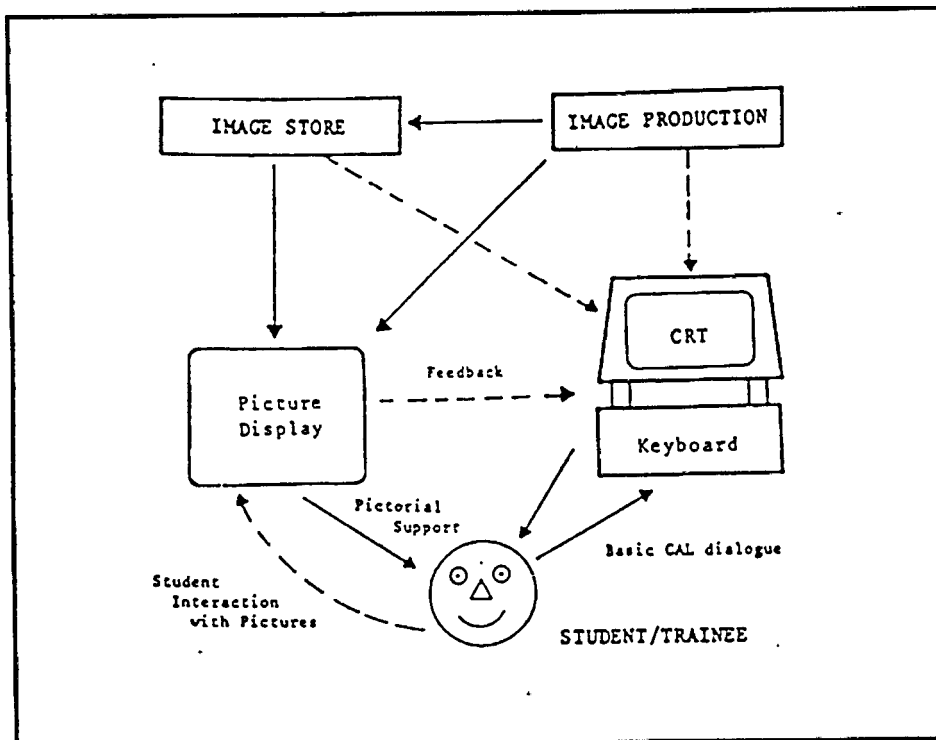 IMAGE STORE
IMAGE PRODUCTION
CRT
Feedback
Picture
Display
Keyboard
Pictorial
Support
Basic CAL dialogue
Student
Interaction
with Pictures
STUDENT/TRAINEE